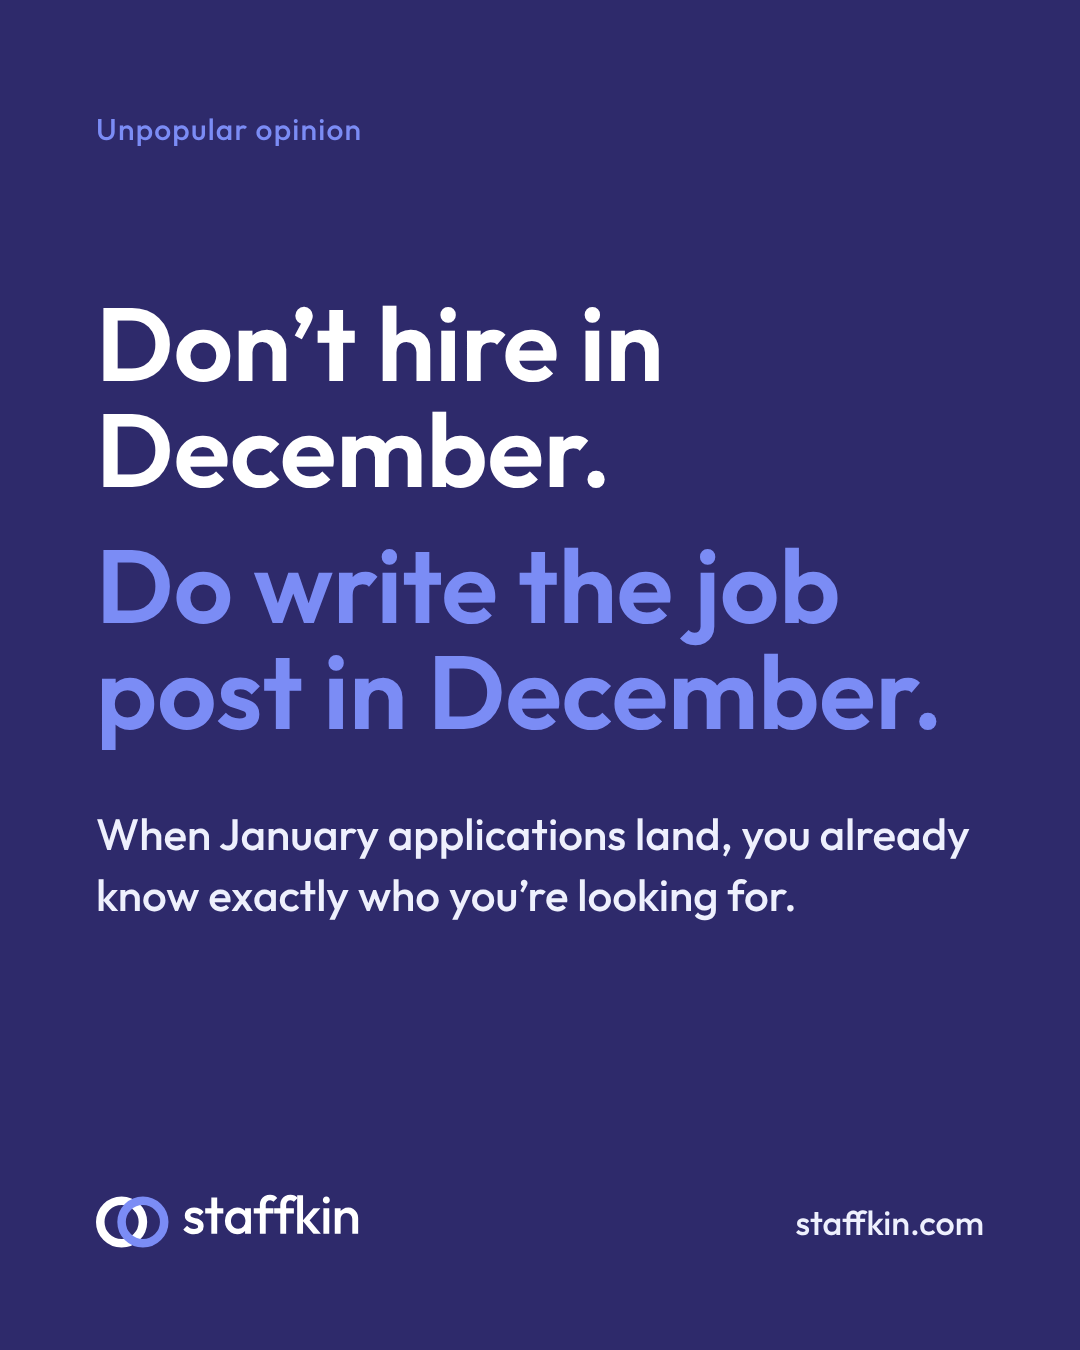 Unpopular opinion
Don’t hire in
December.
Do write the job
post in December.
When January applications land, you already
know exactly who you’re looking for.
staffkin
staffkin.com